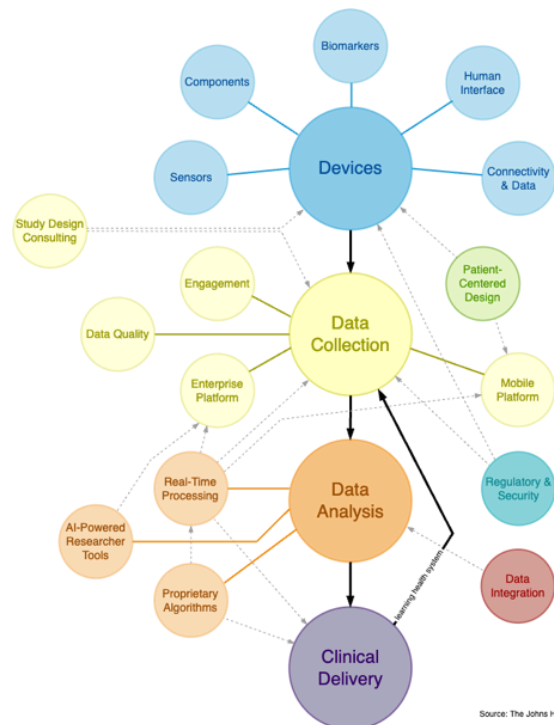 Biomarkers
Components
Human
Interface
Devices
Sensors
Connectivity
& Data
Study Design
Consulting
Patient-
Centered
Design
Engagement
Data
Collection
Data Quality
Enterprise
Platform
Mobile
Platform
Real-Time
Processing
Data
Analysis
Regulatory &
Security
AI-Powered
Researcher
Tools
learning health system
Proprietary
Algorithms
Data
Integration
Clinical
Delivery
Source: The Johns H